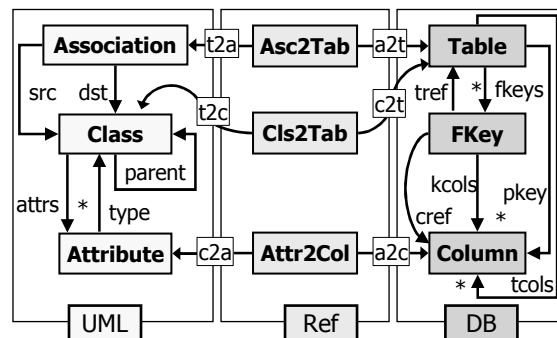 Association t2a Asc2Tab a2t Table
src dst tref * fkeys
t2c c2t
Class Cls2Tab FKey
parent kcols pkey
attrs * type cref *
Attribute c2a Attr2Col a2c Column
* tcols
UML Ref DB